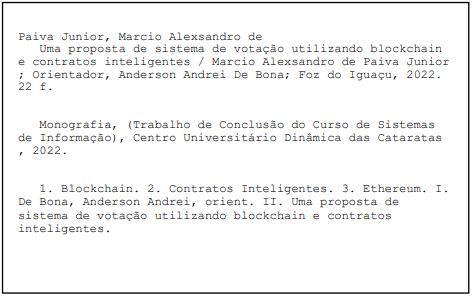 Paiva Junior, Marcio Alexsandro de
Uma proposta de sistema de votação utilizando blockchain
e contratos inteligentes / Marcio Alexsandro de Paiva Junior
; Orientador, Anderson Andrei De Bona; Foz do Iguaçu, 2022.
22 f.
Monografia, (Trabalho de Conclusão do Curso de Sistemas
de Informação), Centro Universitário Dinâmica das Cataratas
, 2022.
1. Blockchain. 2. Contratos Inteligentes. 3. Ethereum. I.
De Bona, Anderson Andrei, orient. II. Uma proposta de
sistema de votação utilizando blockchain e contratos
inteligentes.